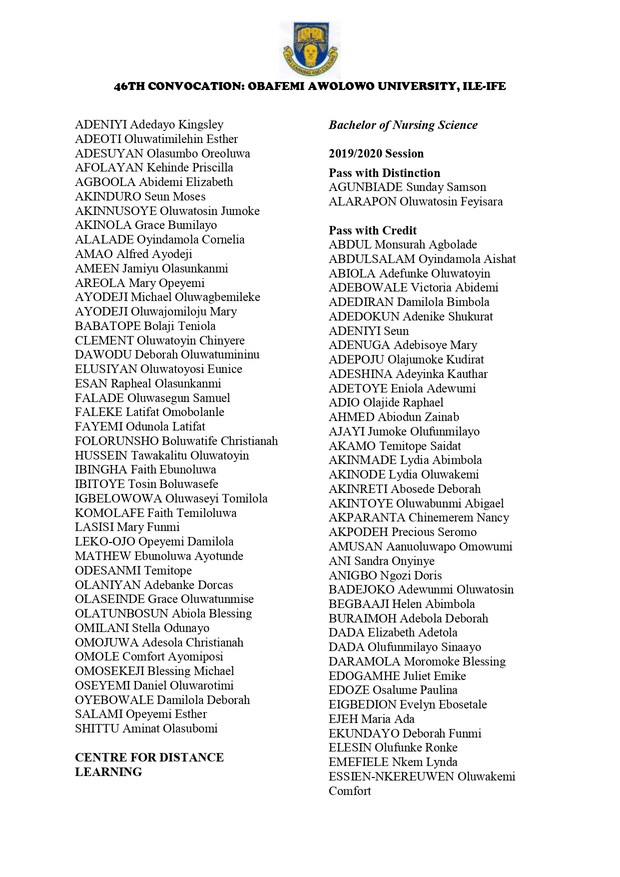 46TH CONVOCATION: OBAFEMI AWOLOWO UNIVERSITY, ILE-IFE
ADENIYI Adedayo Kingsley
ADEOTI Oluwatimilehin Esther
ADESUYAN Olasumbo Oreoluwa
AFOLAYAN Kehinde Priscilla
AGBOOLA Abidemi Elizabeth
AKINDURO Seun Moses
AKINNUSOYE Oluwatosin Jumoke
AKINOLA Grace Bumilayo
ALALADE Oyindamola Cornelia
AMAO Alfred Ayodeji
AMEEN Jamiyu Olasunkanmi
AREOLA Mary Opeyemi
AYODEJI Michael Oluwagbemileke
AYODEJI Oluwajomiloju Mary
BABATOPE Bolaji Teniola
CLEMENT Oluwatoyin Chinyere
DAWODU Deborah Oluwatumininu
ELUSIYAN Oluwatoyosi Eunice
ESAN Rapheal Olasunkanmi
FALADE Oluwasegun Samuel
FALEKE Latifat Omobolanle
FAYEMI Odunola Latifat
FOLORUNSHO Boluwatife Christianah
HUSSEIN Tawakalitu Oluwatoyin
IBINGHA Faith Ebunoluwa
IBITOYE Tosin Boluwasefe
IGBELOWOWA Oluwaseyi Tomilola
KOMOLAFE Faith Temiloluwa
LASISI Mary Funmi
LEKO-OJO Opeyemi Damilola
MATHEW Ebunoluwa Ayotunde
ODESANMI Temitope
OLANIYAN Adebanke Dorcas
OLASEINDE Grace Oluwatunmise
OLATUNBOSUN Abiola Blessing
OMILANI Stella Odunayo
OMOJUWA Adesola Christianah
OMOLE Comfort Ayomiposi
OMOSEKEJI Blessing Michael
OSEYEMI Daniel Oluwarotimi
OYEBOWALE Damilola Deborah
SALAMI Opeyemi Esther
SHITTU Aminat Olasubomi
CENTRE FOR DISTANCE
LEARNING
Bachelor of Nursing Science
2019/2020 Session
Pass with Distinction
AGUNBIADE Sunday Samson
ALARAPON Oluwatosin Feyisara
Pass with Credit
ABDUL Monsurah Agbolade
ABDULSALAM Oyindamola Aishat
ABIOLA Adefunke Oluwatoyin
ADEBOWALE Victoria Abidemi
ADEDIRAN Damilola Bimbola
ADEDOKUN Adenike Shukurat
ADENIYI Seun
ADENUGA Adebisoye Mary
ADEPOJU Olajumoke Kudirat
ADESHINA Adeyinka Kauthar
ADETOYE Eniola Adewumi
ADIO Olajide Raphael
AHMED Abiodun Zainab
AJAYI Jumoke Olufunmilayo
AKAMO Temitope Saidat
AKINMADE Lydia Abimbola
AKINODE Lydia Oluwakemi
AKINRETI Abosede Deborah
AKINTOYE Oluwabunmi Abigael
AKPARANTA Chinemerem Nancy
AKPODEH Precious Seromo
AMUSAN Aanuoluwapo Omowumi
ANI Sandra Onyinye
ANIGBO Ngozi Doris
BADEJOKO Adewunmi Oluwatosin
BEGBAAJI Helen Abimbola
BURAIMOH Adebola Deborah
DADA Elizabeth Adetola
DADA Olufunmilayo Sinaayo
DARAMOLA Moromoke Blessing
EDOGAMHE Juliet Emike
EDOZE Osalume Paulina
EIGBEDION Evelyn Ebosetale
EJEH Maria Ada
EKUNDAYO Deborah Funmi
ELESIN Olufunke Ronke
EMEFIELE Nkem Lynda
ESSIEN-NKEREUWEN Oluwakemi
Comfort